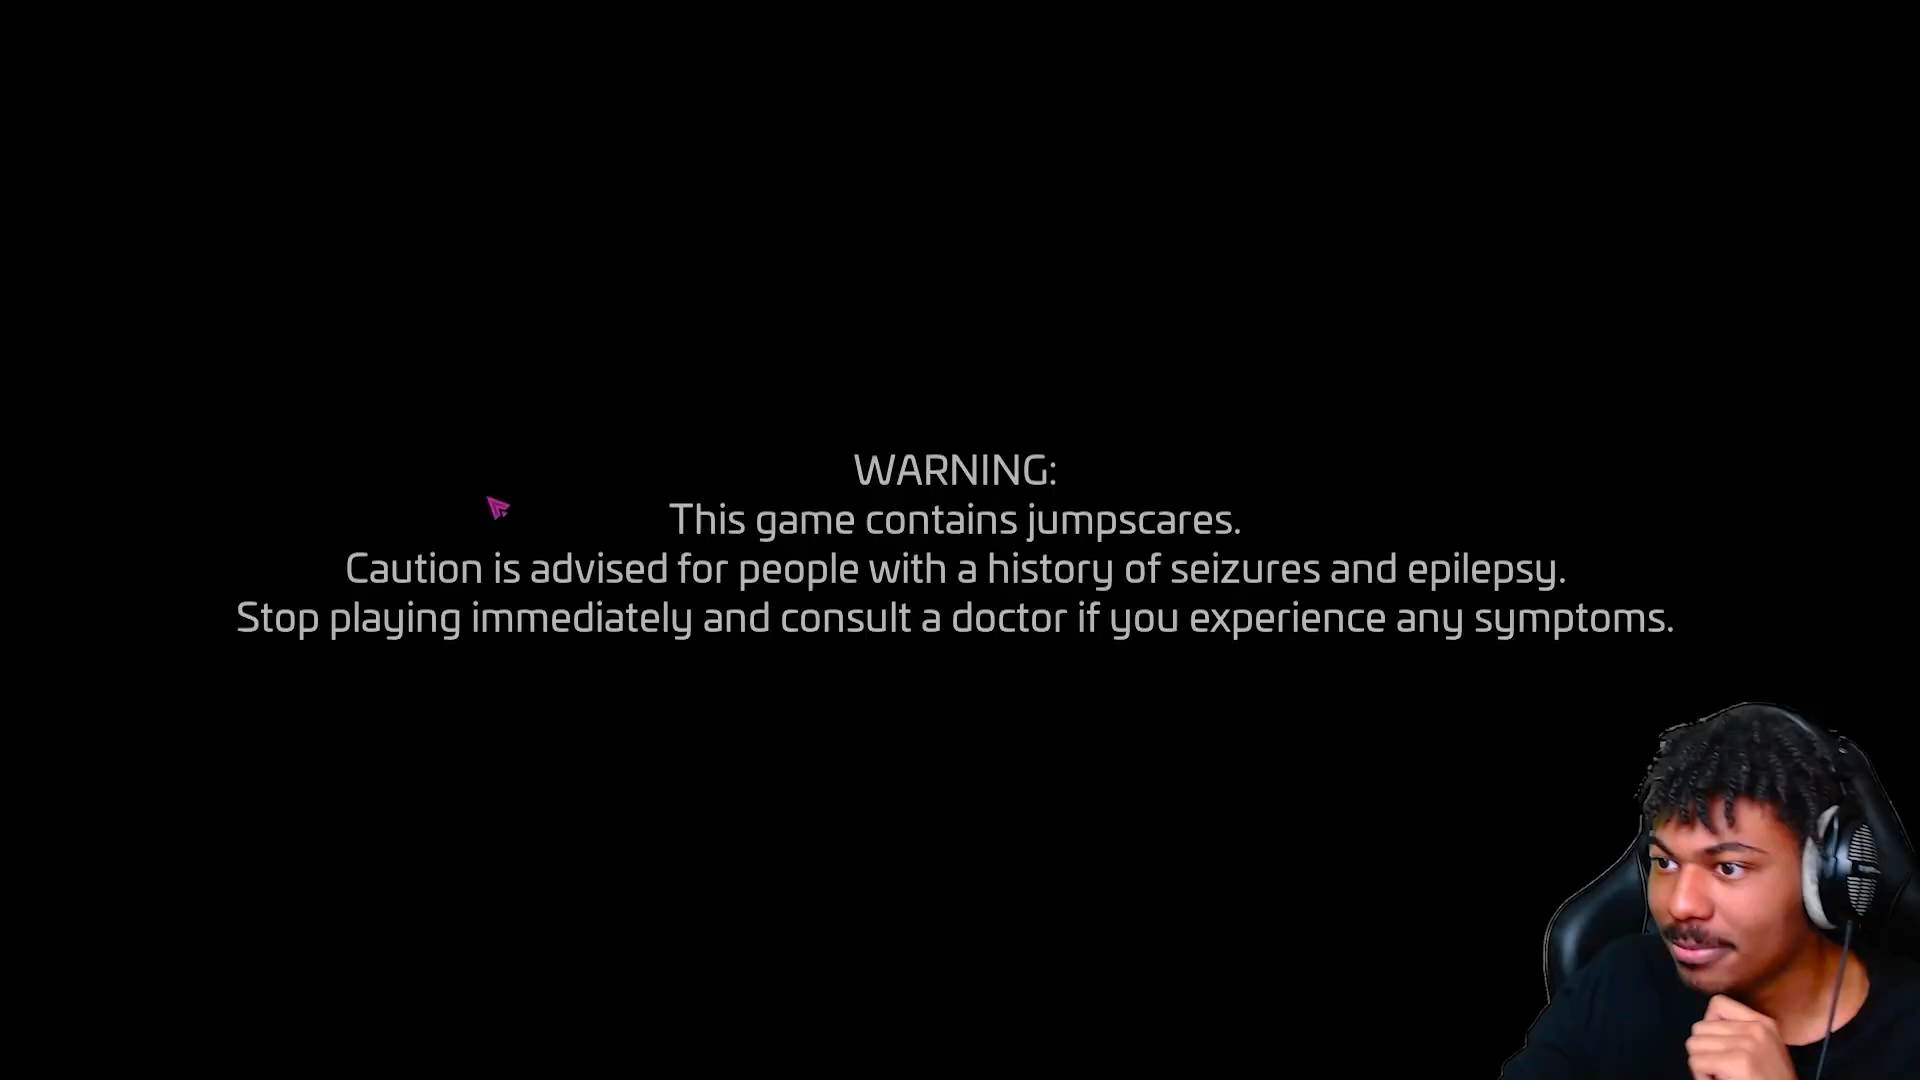 WARNING:
This game contains jumpscares.
Caution is advised for people with a history of seizures and epilepsy.
Stop playing immediately and consult a doctor if you experience any symptoms.